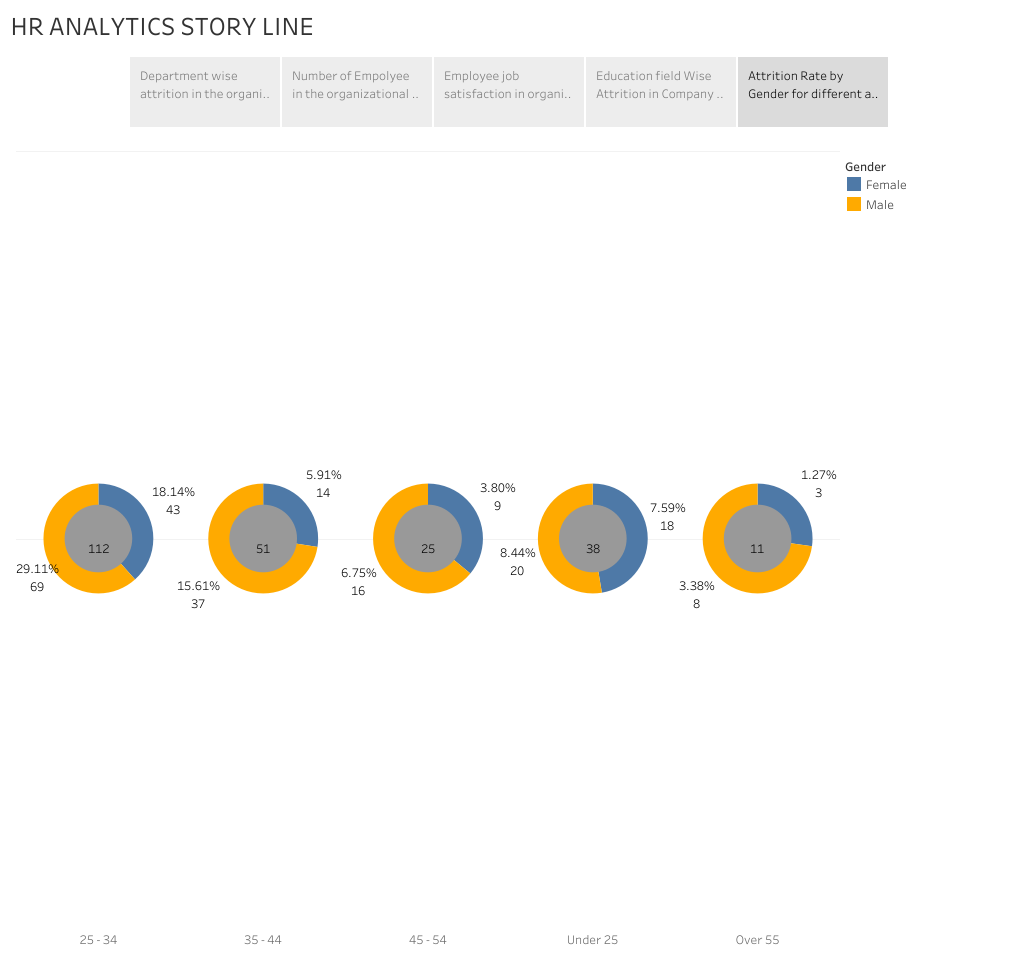 HR ANALYTICS STORY LINE
Department wise
attrition in the organi..
Number of Empolyee
in the organizational ..
Employee job
satisfaction in organi..
Education field Wise
Attrition in Company ..
Attrition Rate by
Gender for different a..
Gender
Female
Male
18.14%
43
112
29.11%
69
5.91%
14
51
15.61%
37
3.80%
9
25
6.75%
16
7.59%
18
38
8.44%
20
1.27%
3
11
3.38%
8
25 - 34
35 - 44
45 - 54
Under 25
Over 55